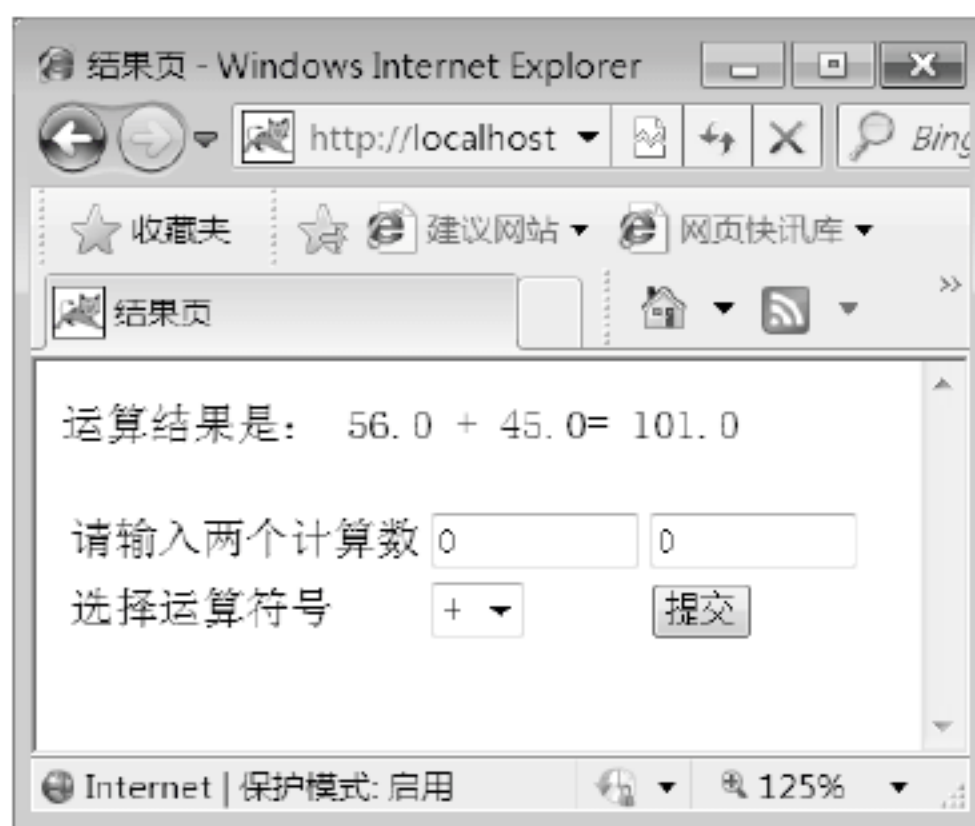 结果页 - Windows Internet Explorer
http://localhost
Bing
收藏夹 建议网站 网页快讯库
结果页
运算结果是: 56.0 + 45.0= 101.0
请输入两个计算数 0 0
选择运算符号 + 提交
Internet | 保护模式: 启用 125%